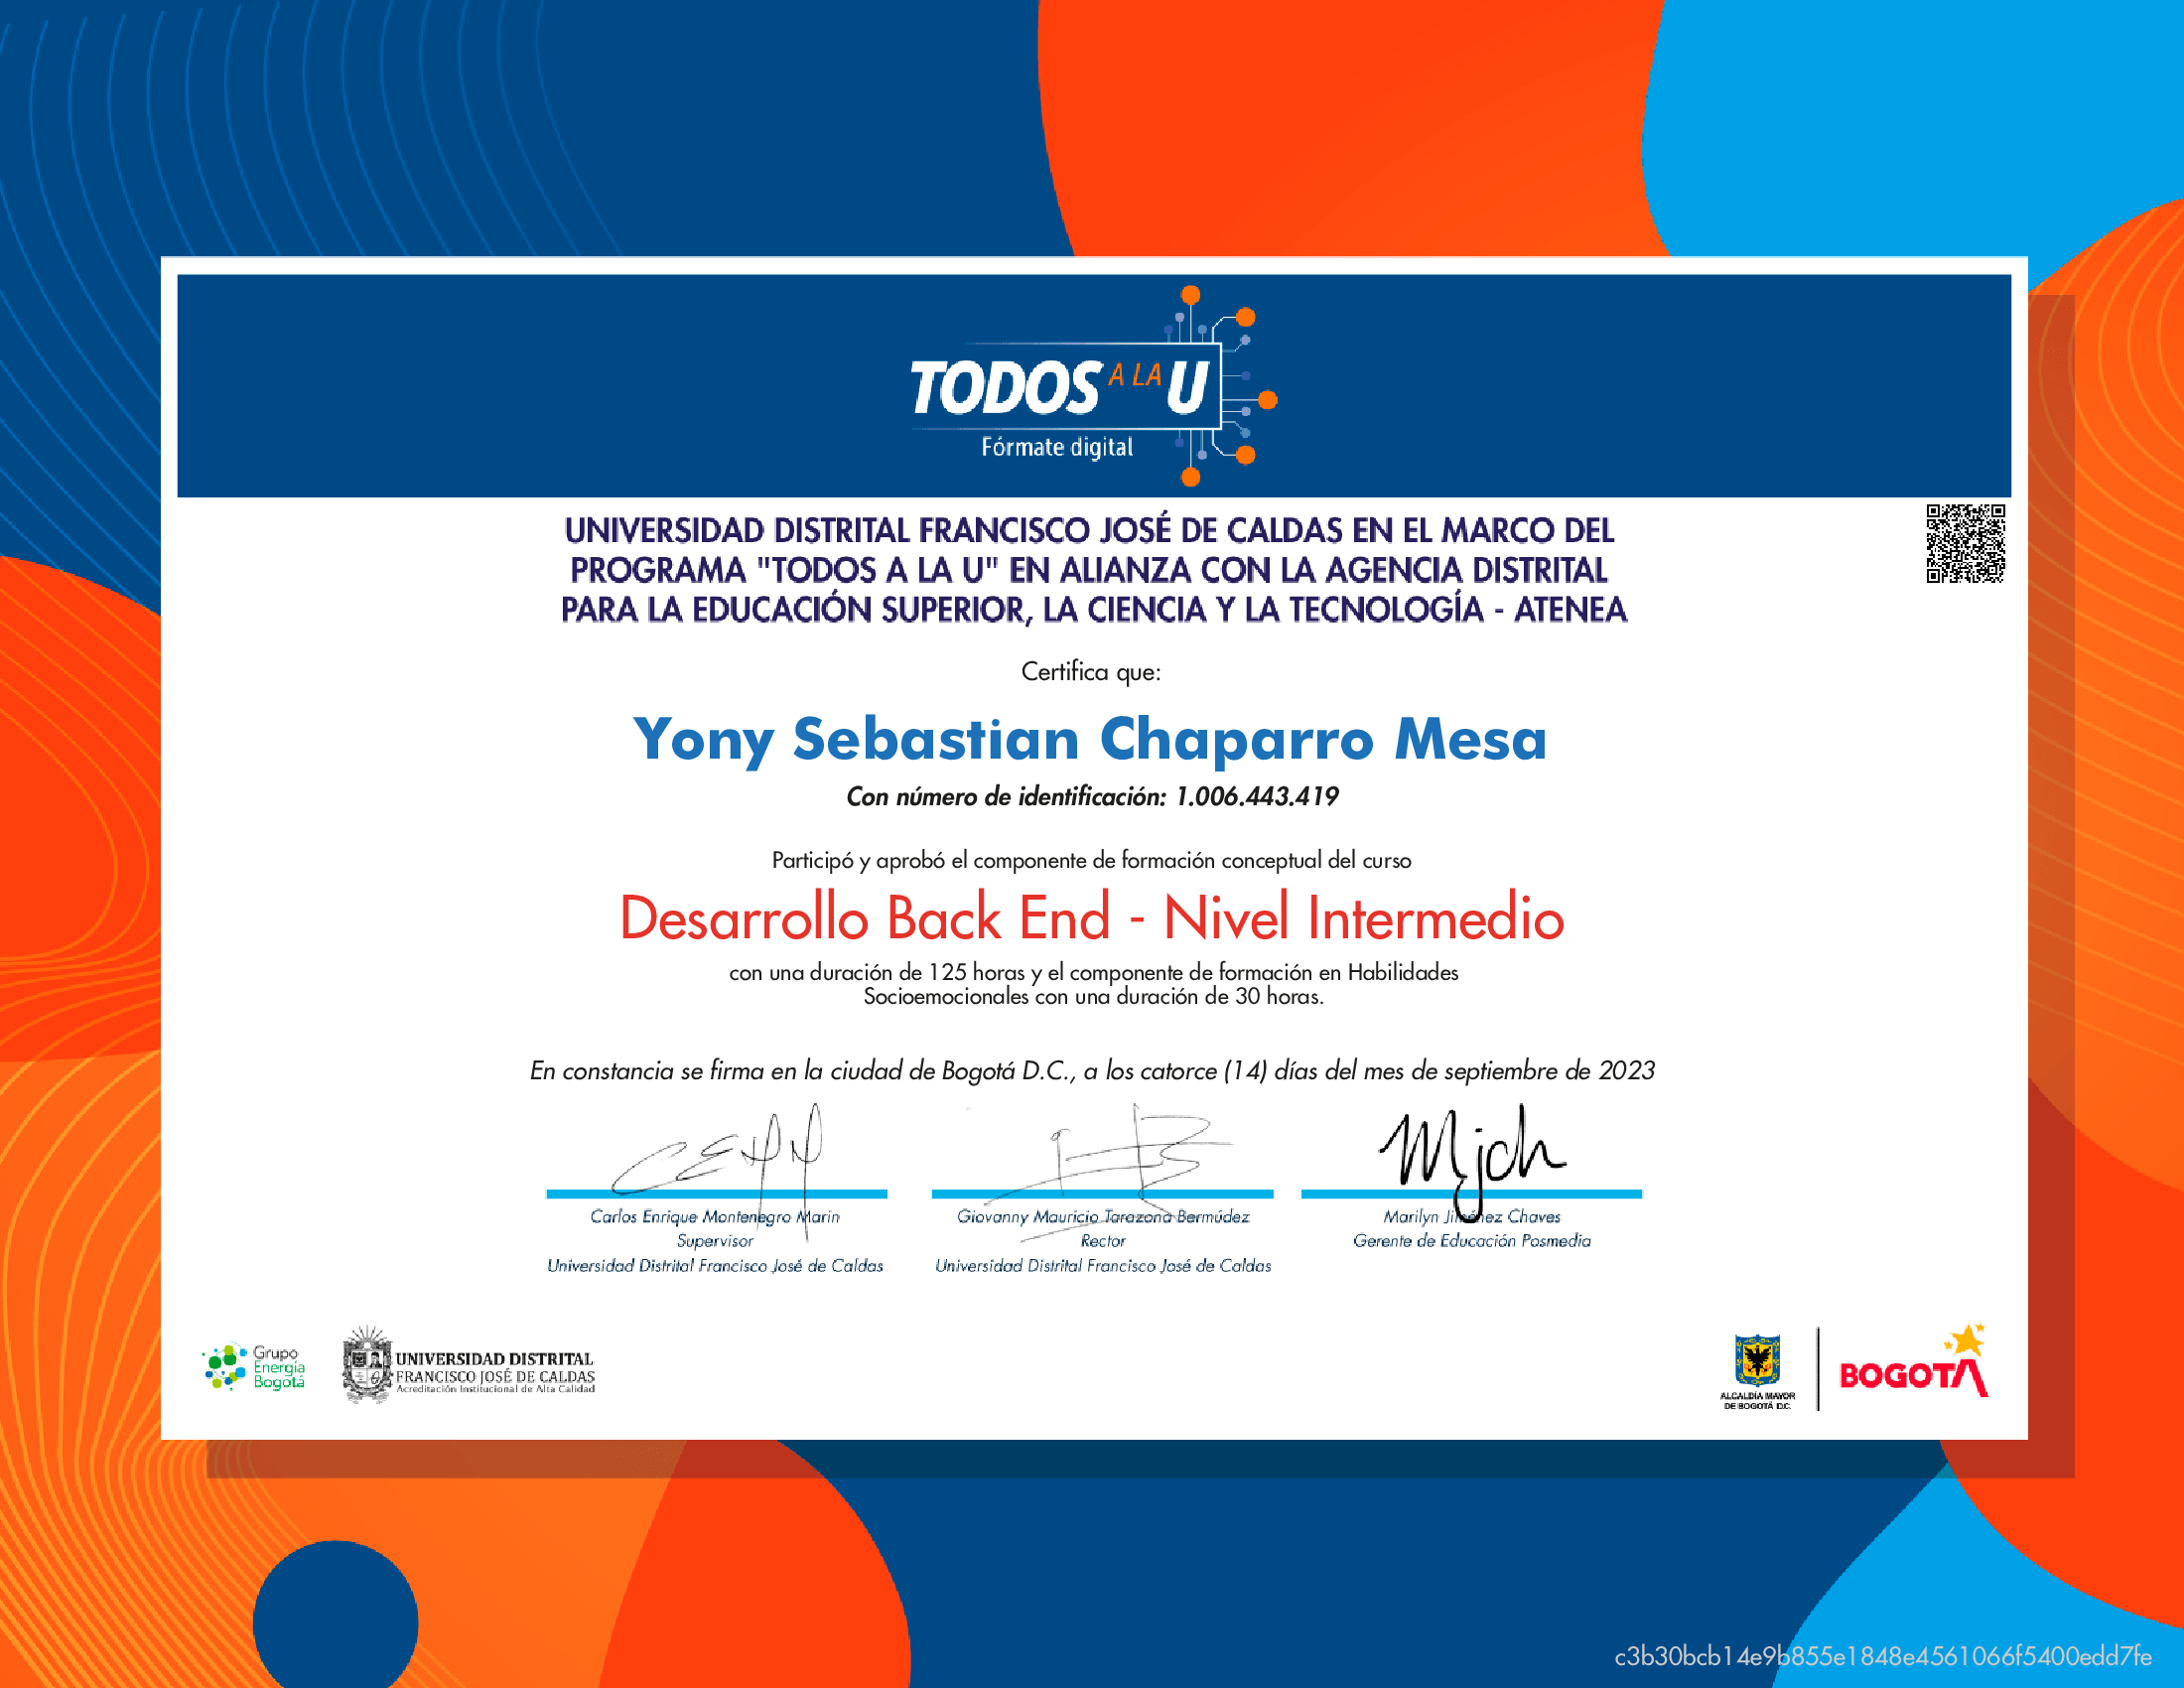 TODOS A LA U
Fórmate digital
UNIVERSIDAD DISTRITAL FRANCISCO JOSÉ DE CALDAS EN EL MARCO DEL
PROGRAMA "TODOS A LA U" EN ALIANZA CON LA AGENCIA DISTRITAL
PARA LA EDUCACIÓN SUPERIOR, LA CIENCIA Y LA TECNOLOGÍA - ATENEA
Certifica que:
Yony Sebastian Chaparro Mesa
Con número de identificación: 1.006.443.419
Participó y aprobó el componente de formación conceptual del curso
Desarrollo Back End - Nivel Intermedio
con una duración de 125 horas y el componente de formación en Habilidades
Socioemocionales con una duración de 30 horas.
En constancia se firma en la ciudad de Bogotá D.C., a los catorce (14) días del mes de septiembre de 2023
Carlos Enrique Montenegro Marin
Supervisor
Universidad Distrital Francisco José de Caldas
Giovanny Mauricio Tarazona Bermúdez
Rector
Universidad Distrital Francisco José de Caldas
Mjch
Marilyn Jiménez Chaves
Gerente de Educación Posmedia
Grupo
Energía
Bogotá
UNIVERSIDAD DISTRITAL
FRANCISCO JOSÉ DE CALDAS
Acreditación Institucional de Alta Calidad
ALCALDÍA MAYOR
DE BOGOTÁ D.C.
BOGOTÁ
c3b30bcb14e9b855e1848e4561066f5400edd7fe